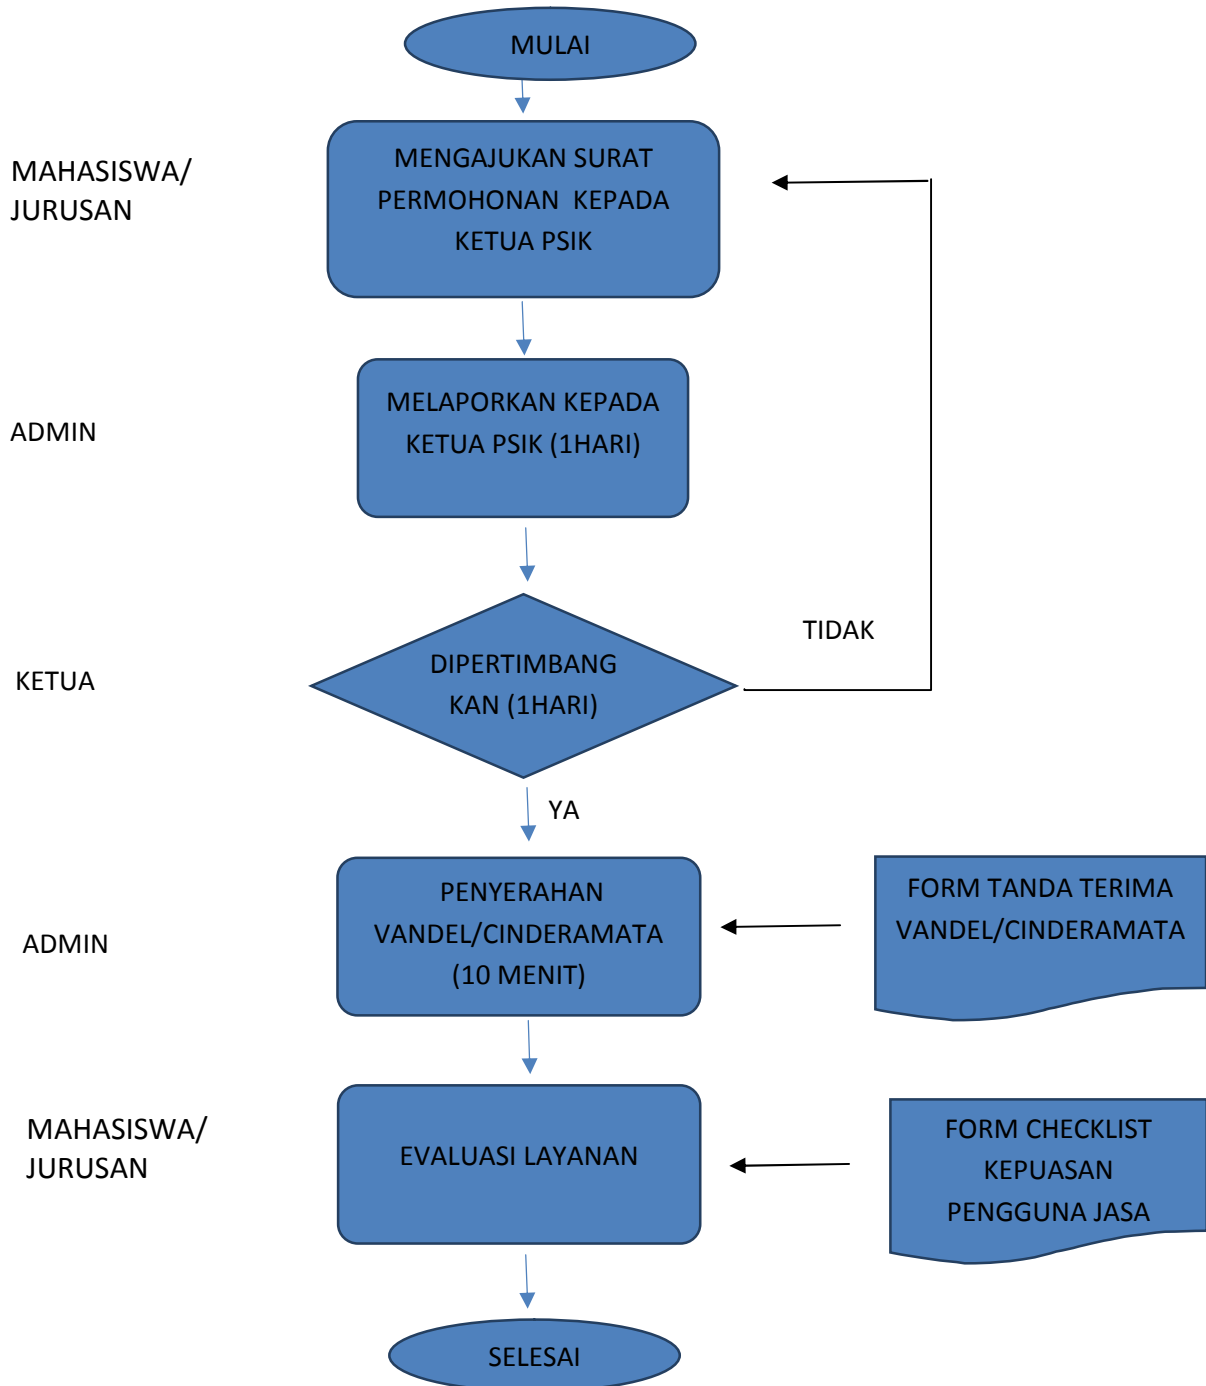 MULAI
MAHASISWA/
JURUSAN
MENGAJUKAN SURAT
PERMOHONAN KEPADA
KETUA PSIK
ADMIN
MELAPORKAN KEPADA
KETUA PSIK (1HARI)
TIDAK
KETUA
DIPERTIMBANG
KAN (1HARI)
YA
ADMIN
PENYERAHAN
VANDEL/CINDERAMATA
(10 MENIT)
FORM TANDA TERIMA
VANDEL/CINDERAMATA
MAHASISWA/
JURUSAN
EVALUASI LAYANAN
FORM CHECKLIST
KEPUASAN
PENGGUNA JASA
SELESAI